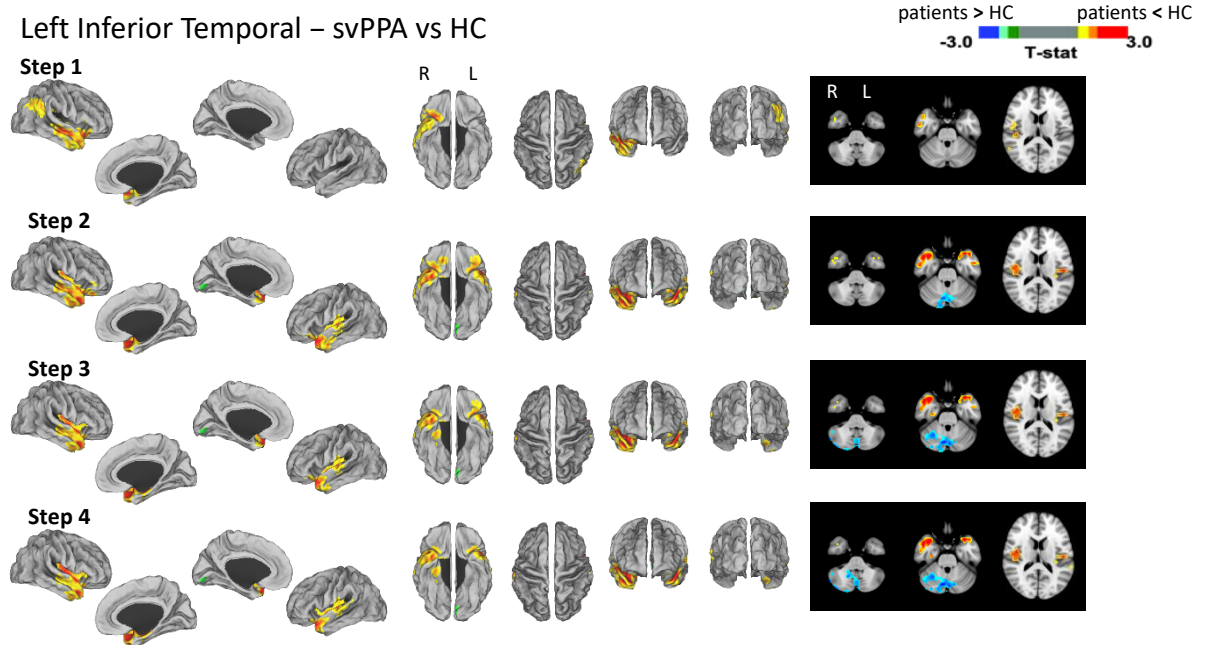 Left Inferior Temporal – svPPA vs HC
patients > HC patients < HC
-3.0 3.0
T-stat
Step 1
R L
R L
Step 2
Step 3
Step 4